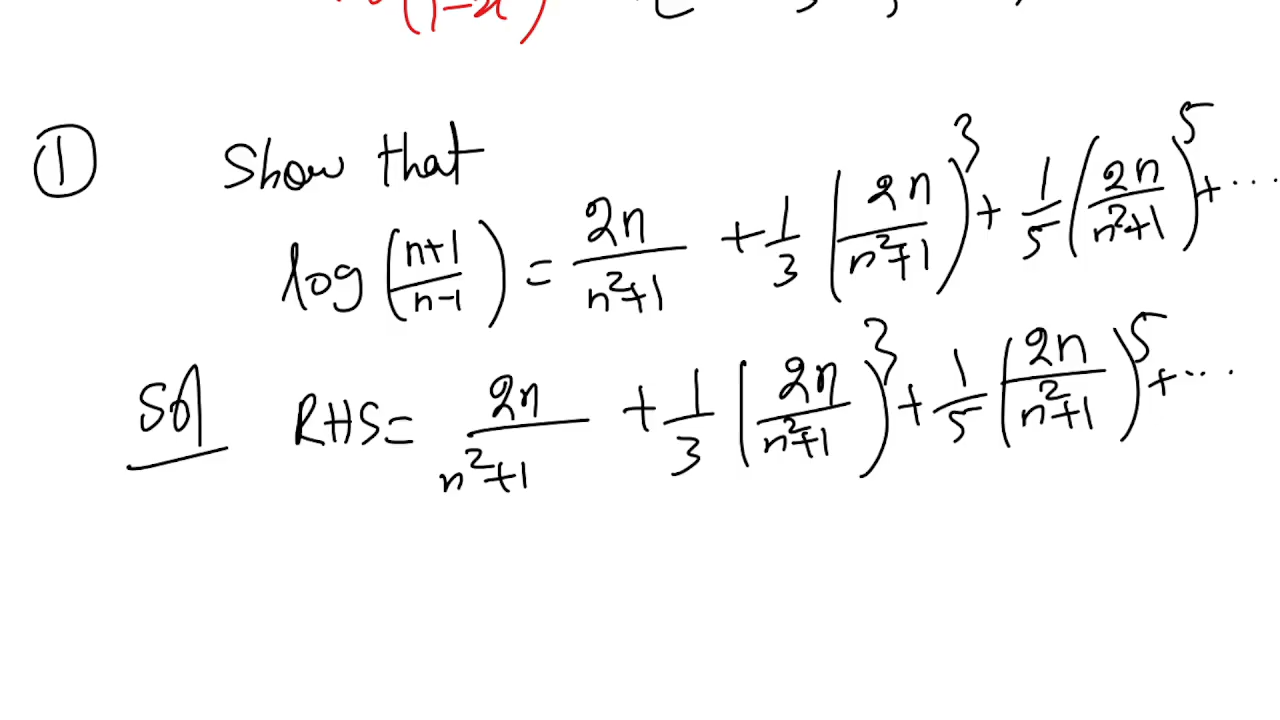 (1-x)
① Show that
log((n+1)/(n-1)) = 2n/(n²+1) + 1/3 (2n/(n²+1))³ + 1/5 (2n/(n²+1))⁵ + ...
Sol RHS = 2n/(n²+1) + 1/3 (2n/(n²+1))³ + 1/5 (2n/(n²+1))⁵ + ...